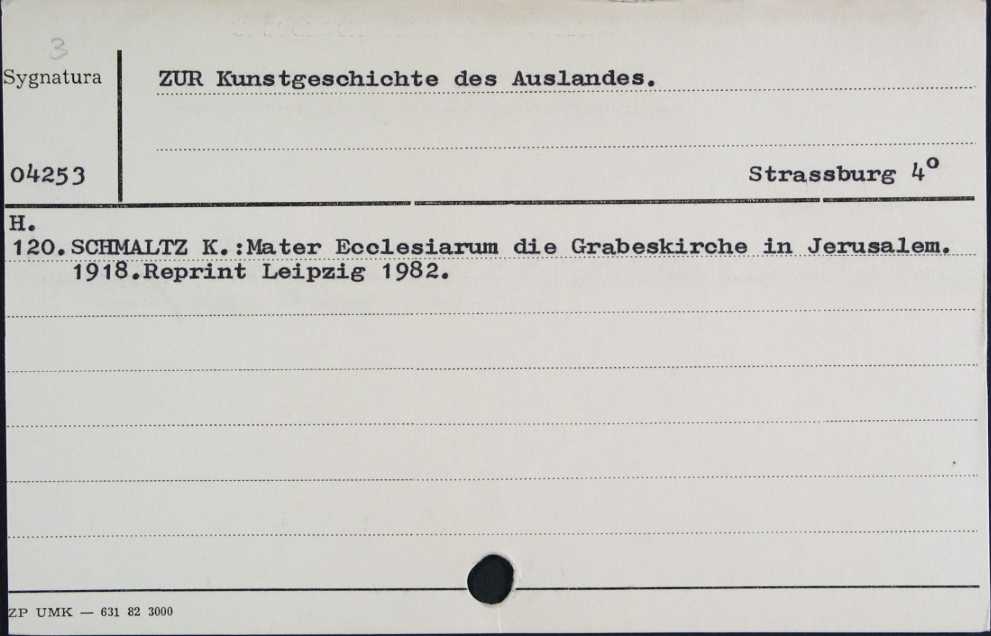 3
Sygnatura
ZUR Kunstgeschichte des Auslandes.
04253
Strassburg 4º
H.
120.SCHMALTZ K.:Mater Ecclesiarum die Grabeskirche in Jerusalem.
1918.Reprint Leipzig 1982.
ZP UMK — 631 82 3000